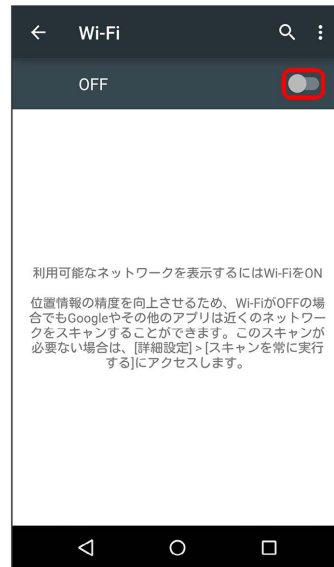 Wi-Fi
OFF
利用可能なネットワークを表示するにはWi-FiをON
位置情報の精度を向上させるため、Wi-FiがOFFの場
合でもGoogleやその他のアプリは近くのネットワー
クをスキャンすることができます。このスキャンが
必要ない場合は、[詳細設定] > [スキャンを常に実行
する]にアクセスします。